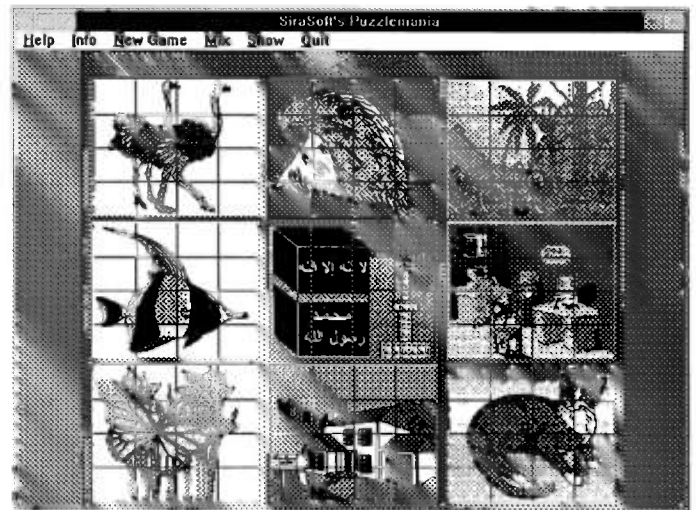 SiraSoft's Puzzlemania
Help Info New Game Mix Show Quit
لا إله إلا الله
محمد
رسول الله